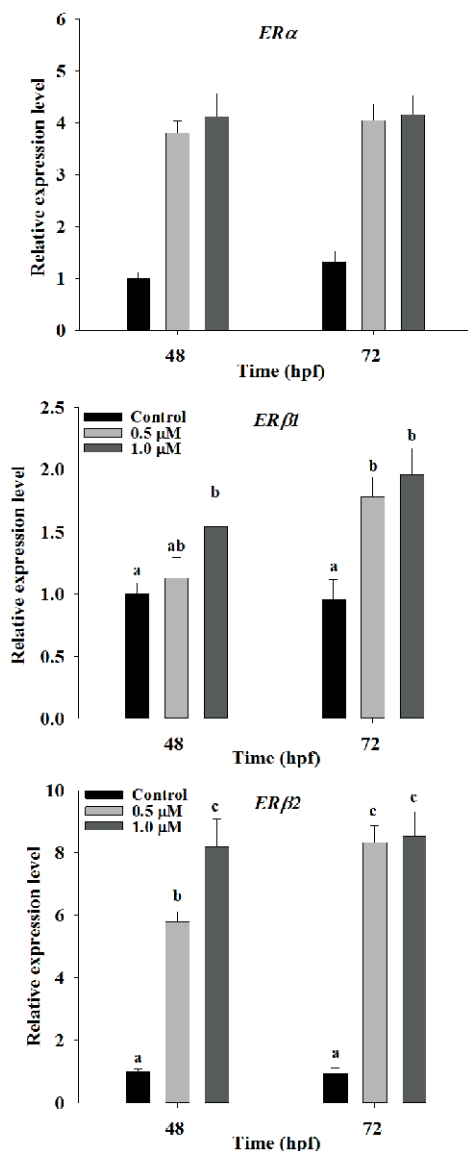 ERα
Relative expression level
6
5
4
3
2
1
0
48 72
Time (hpf)
ERβ1
Control
0.5 μM
1.0 μM
Relative expression level
2.5
2.0
1.5
1.0
0.5
0.0
a ab b a b b
48 72
Time (hpf)
ERβ2
Control
0.5 μM
1.0 μM
Relative expression level
10
8
6
4
2
0
a b c a c c
48 72
Time (hpf)